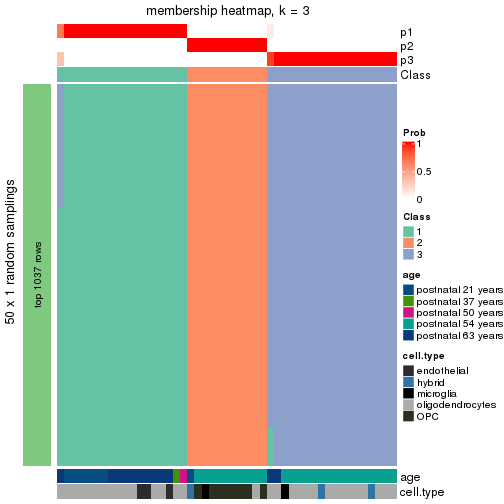 membership heatmap, k = 3
p1
p2
p3
Class
50 x 1 random samplings
top 1037 rows
Prob
1
0.5
0
Class
1
2
3
age
postnatal 21 years
postnatal 37 years
postnatal 50 years
postnatal 54 years
postnatal 63 years
cell.type
endothelial
hybrid
microglia
oligodendrocytes
OPC
age
cell.type